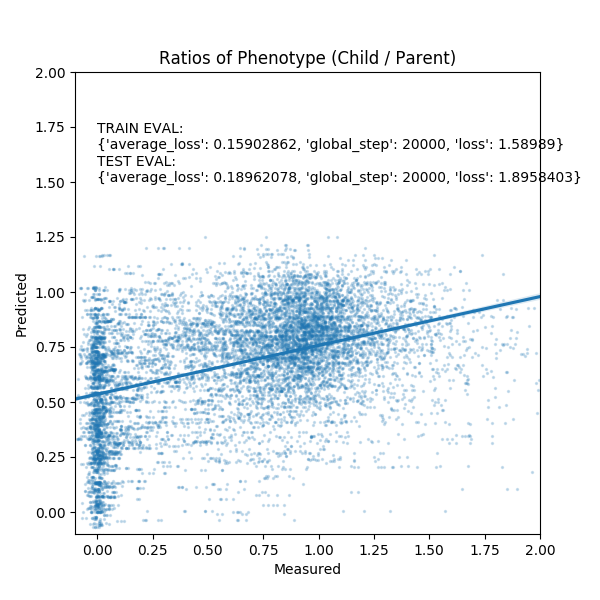 Ratios of Phenotype (Child / Parent)
2.00
1.75
1.50
1.25
1.00
0.75
0.50
0.25
0.00
TRAIN EVAL:
{'average_loss': 0.15902862, 'global_step': 20000, 'loss': 1.58989}
TEST EVAL:
{'average_loss': 0.18962078, 'global_step': 20000, 'loss': 1.8958403}
Predicted
0.00 0.25 0.50 0.75 1.00 1.25 1.50 1.75 2.00
Measured